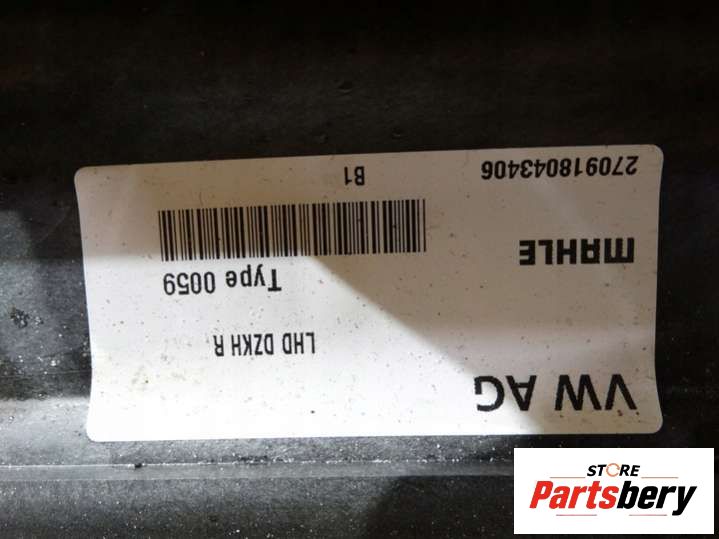 VW AG
LHD DZKH R
Type 0059
MAHLE
B1
270918043406
STORE
Partsbery